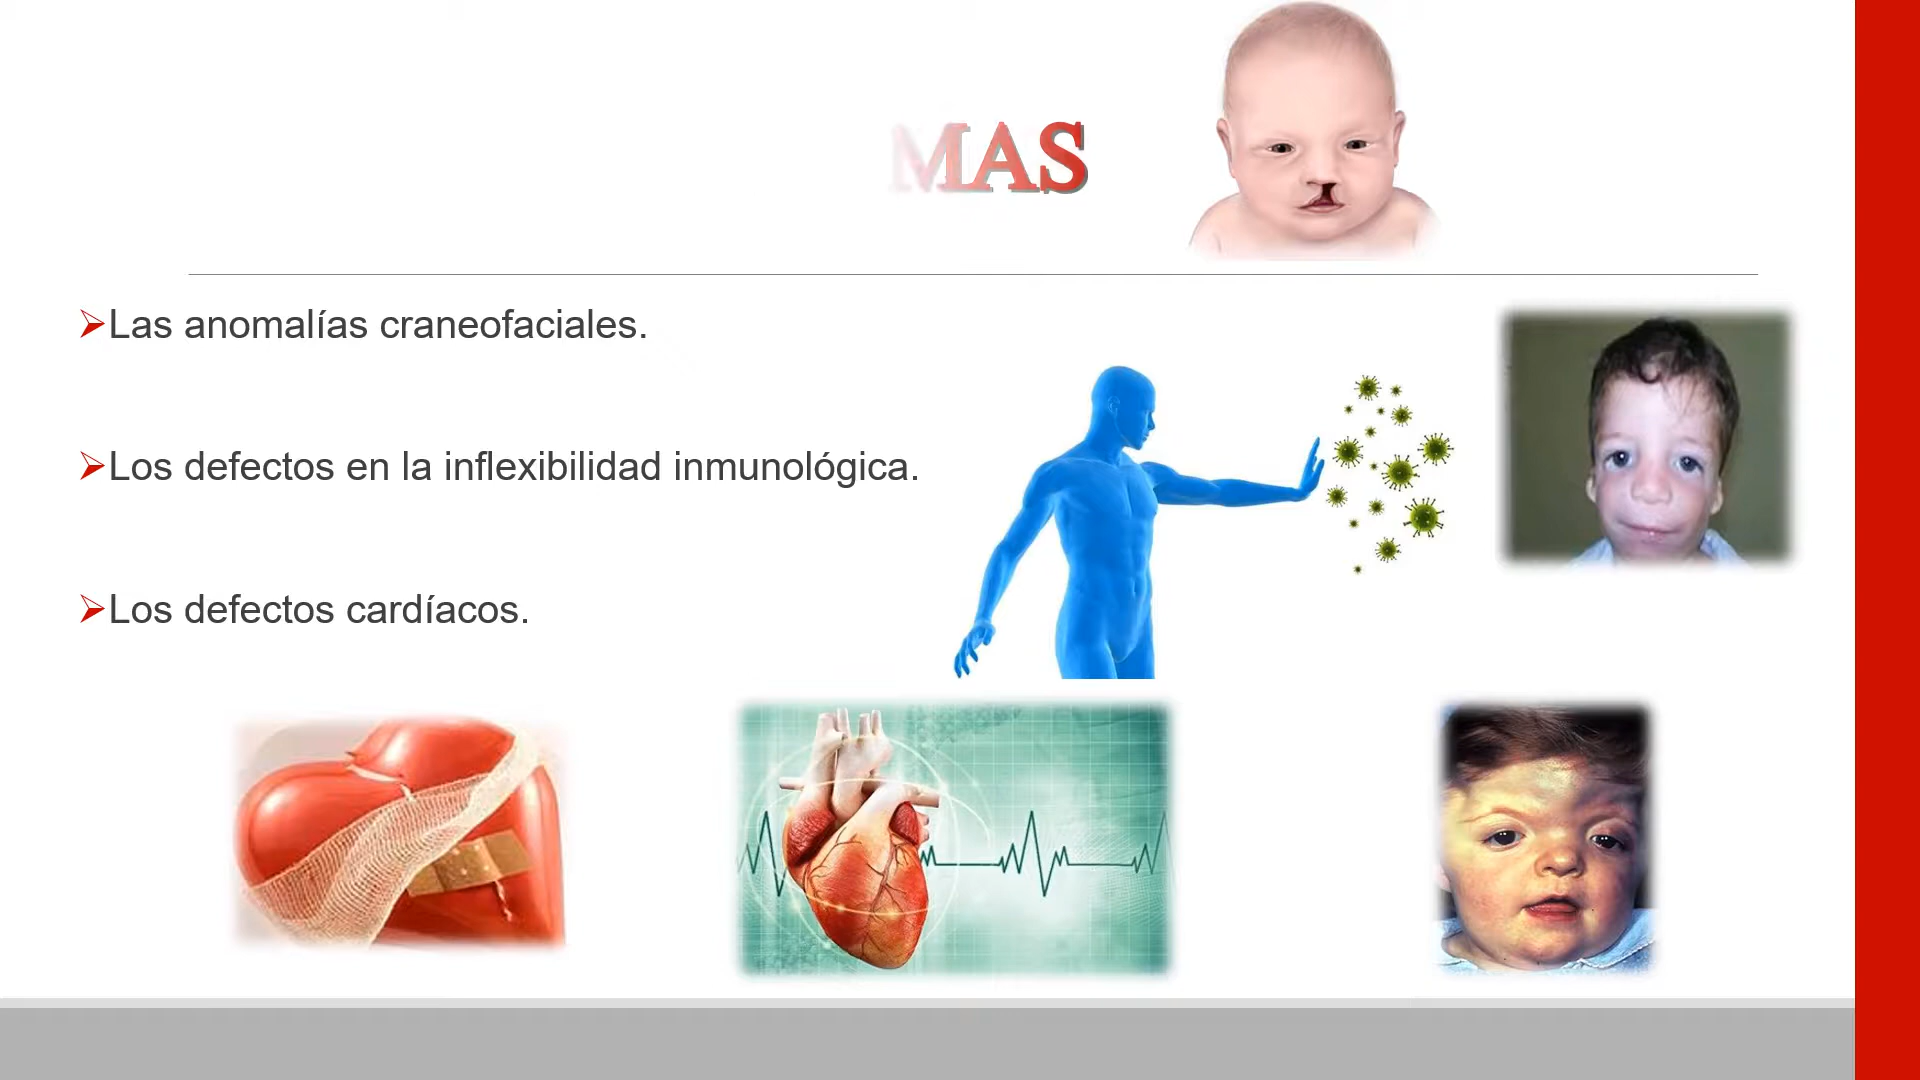 MAS
Las anomalías craneofaciales.
Los defectos en la inflexibilidad inmunológica.
Los defectos cardíacos.